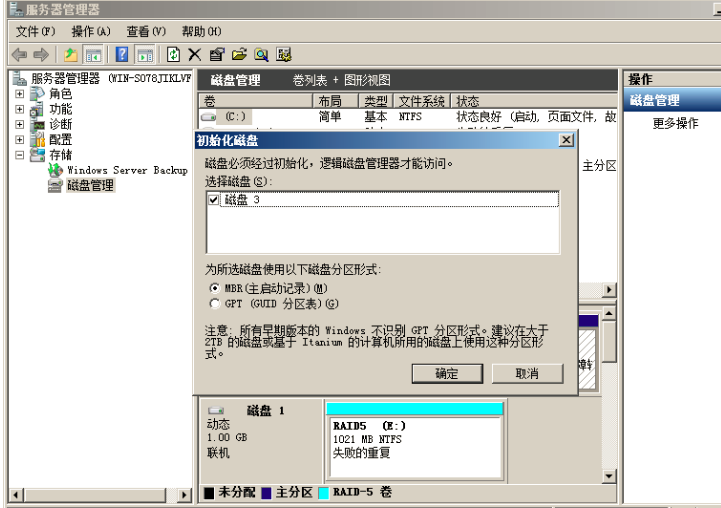 服务器管理器
文件(F) 操作(A) 查看(V) 帮助(H)
服务器管理器 (WIN-SO78JIKLVF
角色
功能
诊断
配置
存储
Windows Server Backup
磁盘管理
磁盘管理 卷列表 + 图形视图
卷 布局 类型 文件系统 状态
(C:) 简单 基本 NTFS 状态良好 (启动, 页面文件, 故
主分区
初始化磁盘
磁盘必须经过初始化，逻辑磁盘管理器才能访问。
选择磁盘(S):
磁盘 3
为所选磁盘使用以下磁盘分区形式:
MBR(主启动记录)(M)
GPT (GUID 分区表)(G)
注意: 所有早期版本的 Windows 不识别 GPT 分区形式。建议在大于
2TB 的磁盘或基于 Itanium 的计算机所用的磁盘上使用这种分区形
式。
确定 取消
磁盘 1
动态
1.00 GB
联机
RAID5 (E:)
1021 MB NTFS
失败的重复
未分配 主分区 RAID-5 卷
操作
磁盘管理
更多操作